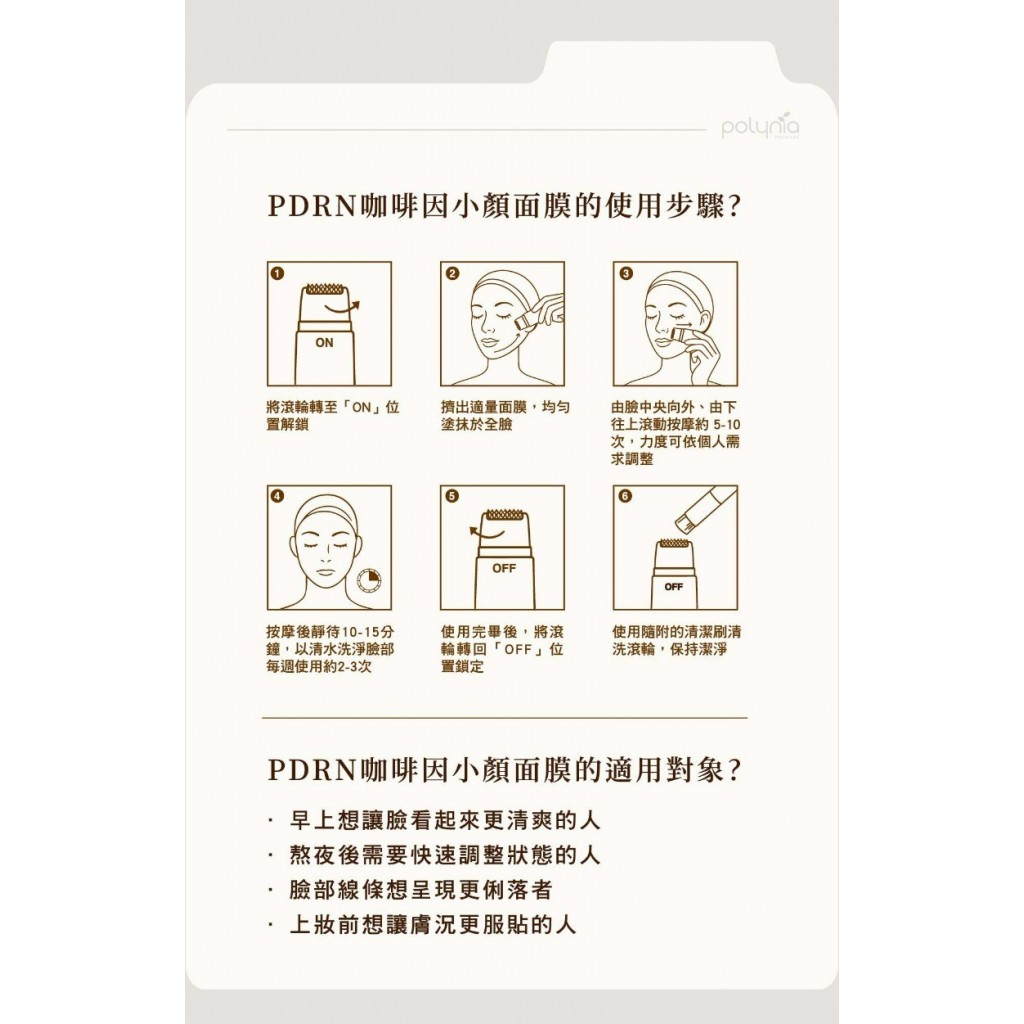 polynia
PDRN咖啡因小顏面膜的使用步驟?
1
ON
將滾輪轉至「ON」位
置解鎖
2
擠出適量面膜，均勻
塗抹於全臉
3
由臉中央向外、由下
往上滾動按摩約 5-10
次，力度可依個人需
求調整
4
按摩後靜待10-15分
鐘，以清水洗淨臉部
每週使用約2-3次
5
OFF
使用完畢後，將滾
輪轉回「OFF」位
置鎖定
6
OFF
使用隨附的清潔刷清
洗滾輪，保持潔淨
PDRN咖啡因小顏面膜的適用對象?
· 早上想讓臉看起來更清爽的人
· 熬夜後需要快速調整狀態的人
· 臉部線條想呈現更俐落者
· 上妝前想讓膚況更服貼的人